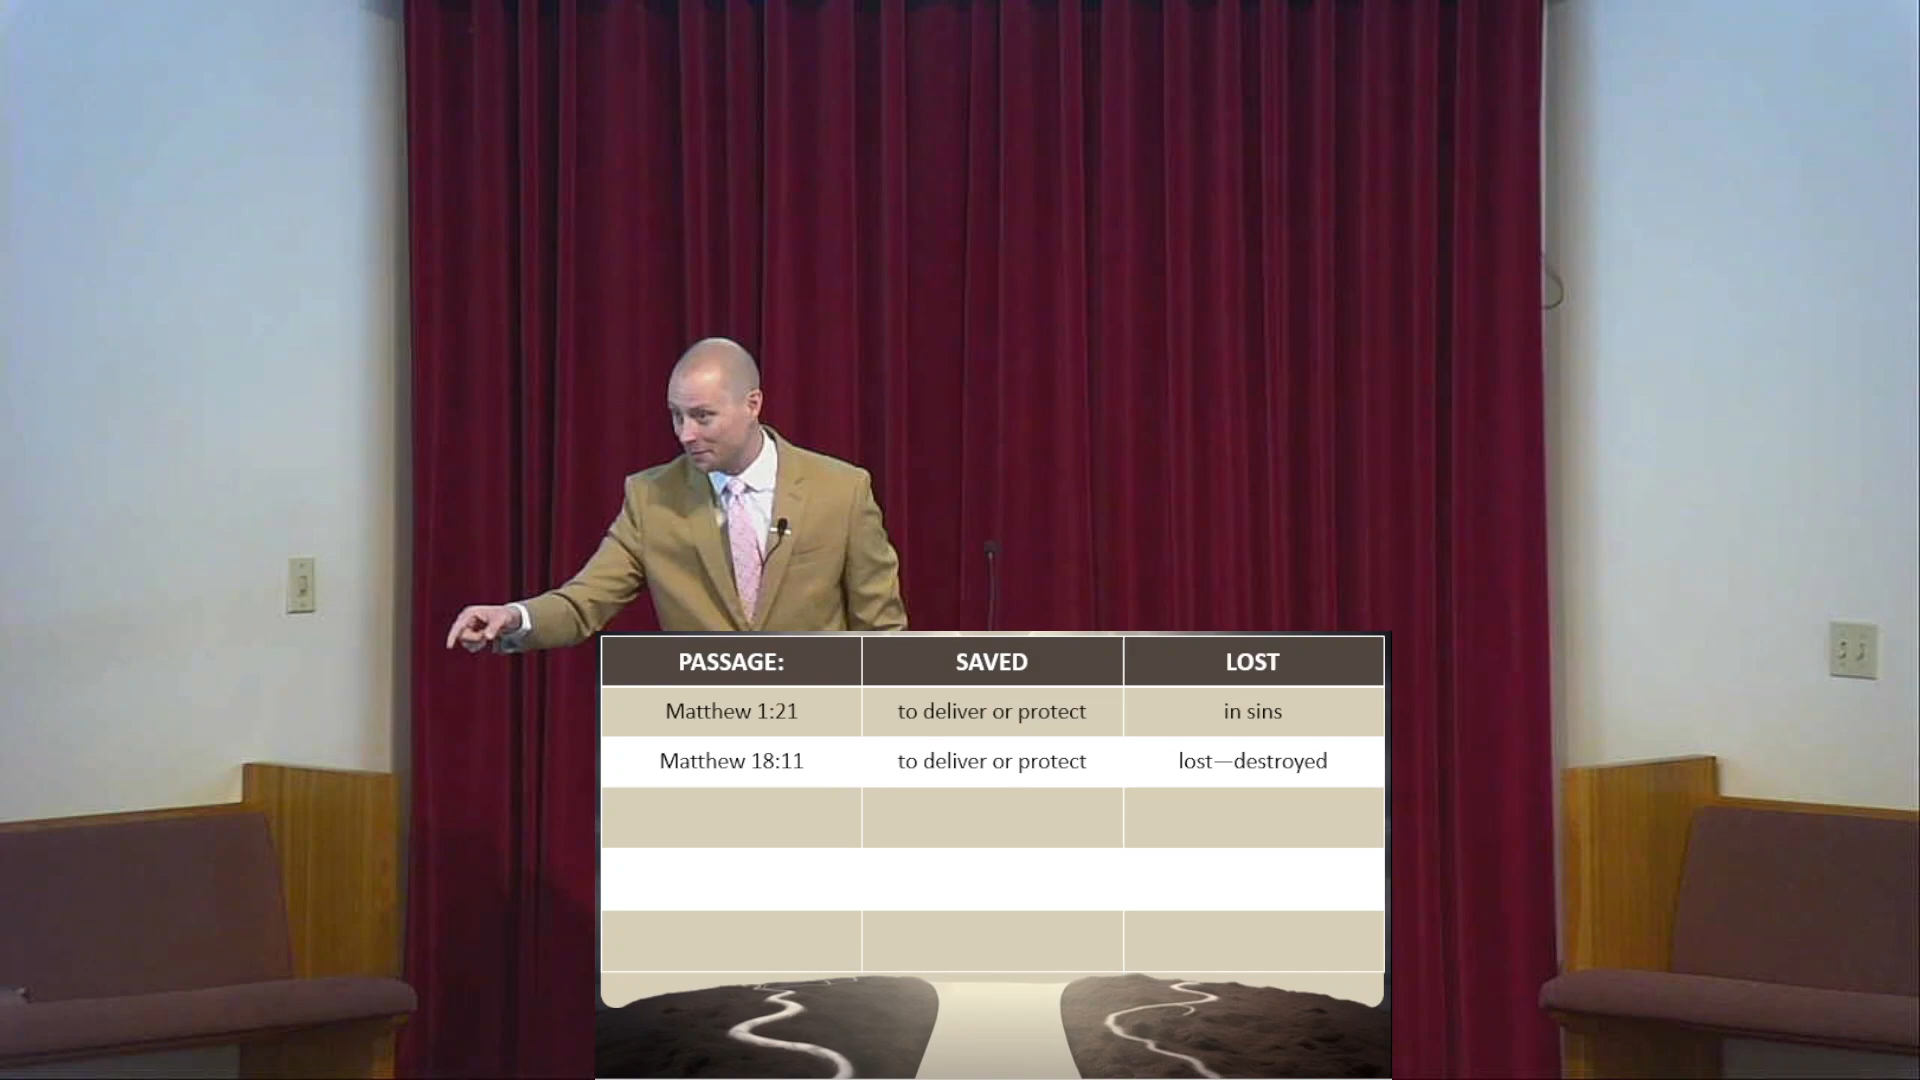 PASSAGE: SAVED LOST
Matthew 1:21 to deliver or protect in sins
Matthew 18:11 to deliver or protect lost—destroyed